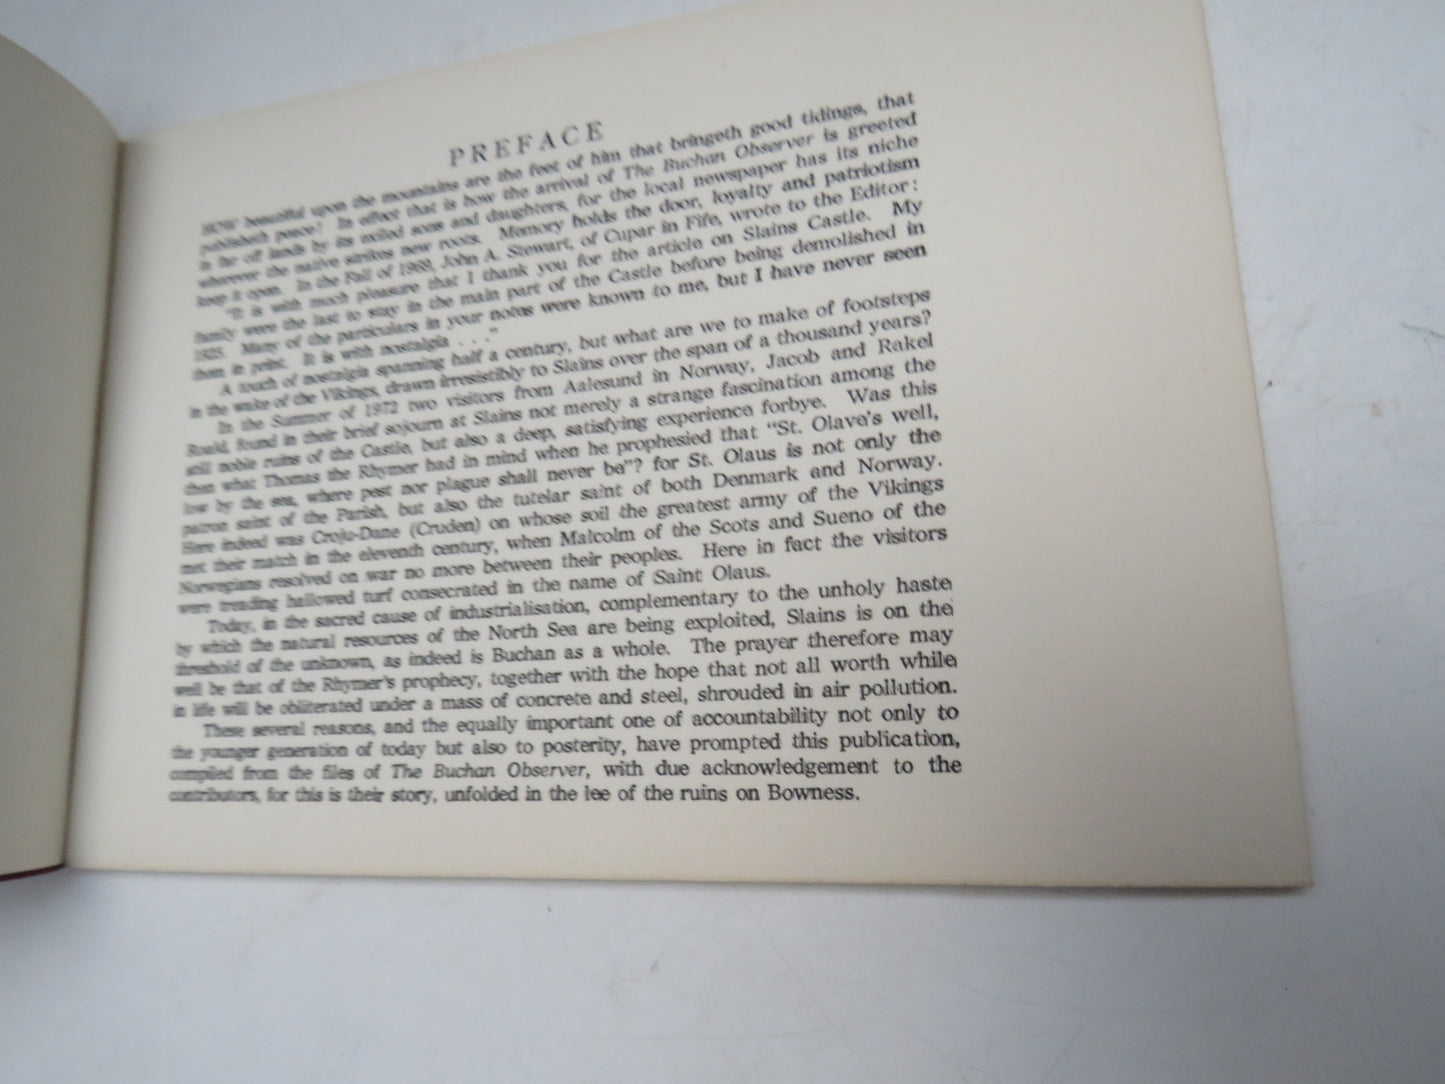 PREFACE
HOW beautiful upon the mountains are the feet of him that bringeth good tidings, that
publisheth peace! In effect that is how the arrival of The Buchan Observer is greeted
in far off lands by its exiled sons and daughters, for the local newspaper has its niche
wherever the native strikes new roots. Memory holds the door, loyalty and patriotism
keep it open. In the Fall of 1969, John A. Stewart, of Cupar in Fife, wrote to the Editor:
"It is with much pleasure that I thank you for the article on Slains Castle. My
family were the last to stay in the main part of the Castle before being demolished in
1925. Many of the particulars in your notes were known to me, but I have never seen
them in print. It is with nostalgia . . ."
A touch of nostalgia spanning half a century, but what are we to make of footsteps
in the wake of the Vikings, drawn irresistibly to Slains over the span of a thousand years?
In the Summer of 1972 two visitors from Aalesund in Norway, Jacob and Rakel
Roald, found in their brief sojourn at Slains not merely a strange fascination among the
still noble ruins of the Castle, but also a deep, satisfying experience forbye. Was this
then what Thomas the Rhymer had in mind when he prophesied that "St. Olave's well,
low by the sea, where pest nor plague shall never be"? for St. Olaus is not only the
patron saint of the Parish, but also the tutelar saint of both Denmark and Norway.
Here indeed was Croju-Dane (Cruden) on whose soil the greatest army of the Vikings
met their match in the eleventh century, when Malcolm of the Scots and Sueno of the
Norwegians resolved on war no more between their peoples. Here in fact the visitors
were treading hallowed turf consecrated in the name of Saint Olaus.
Today, in the sacred cause of industrialisation, complementary to the unholy haste
by which the natural resources of the North Sea are being exploited, Slains is on the
threshold of the unknown, as indeed is Buchan as a whole. The prayer therefore may
well be that of the Rhymer's prophecy, together with the hope that not all worth while
in life will be obliterated under a mass of concrete and steel, shrouded in air pollution.
These several reasons, and the equally important one of accountability not only to
the younger generation of today but also to posterity, have prompted this publication,
compiled from the files of The Buchan Observer, with due acknowledgement to the
contributors, for this is their story, unfolded in the lee of the ruins on Bowness.